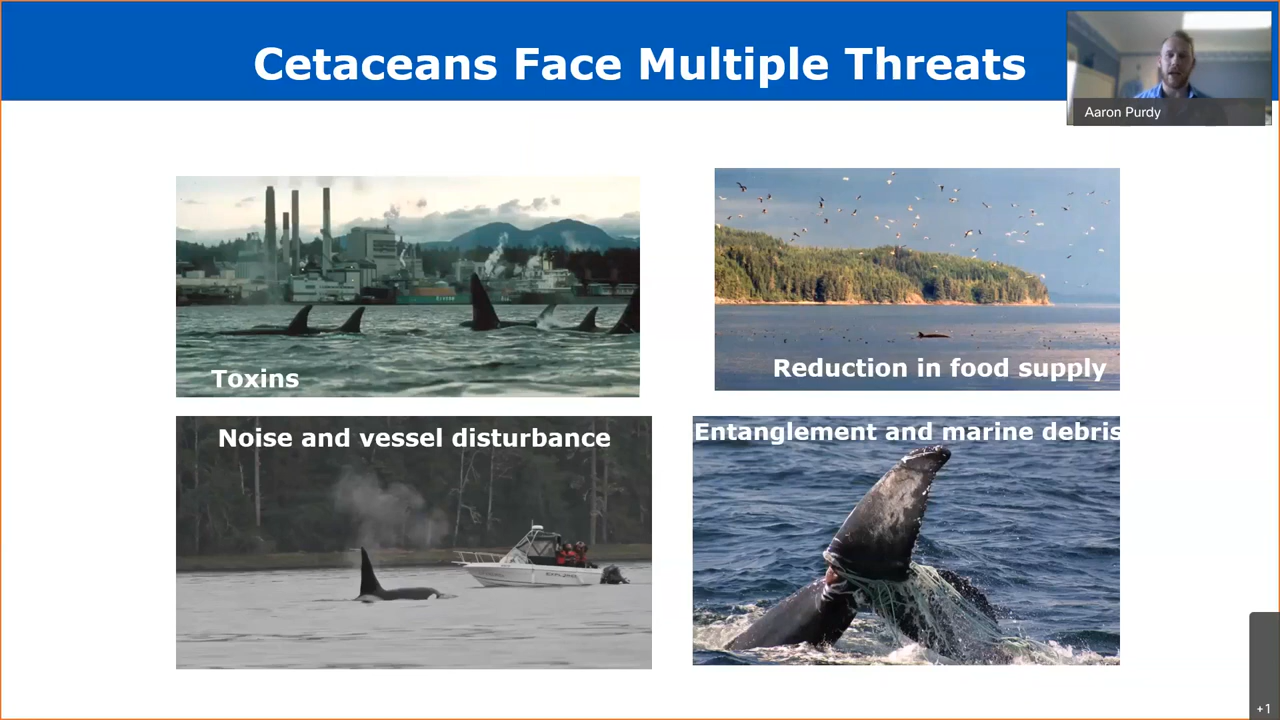 Cetaceans Face Multiple Threats
Aaron Purdy
Toxins
Reduction in food supply
Noise and vessel disturbance
Entanglement and marine debris
+1